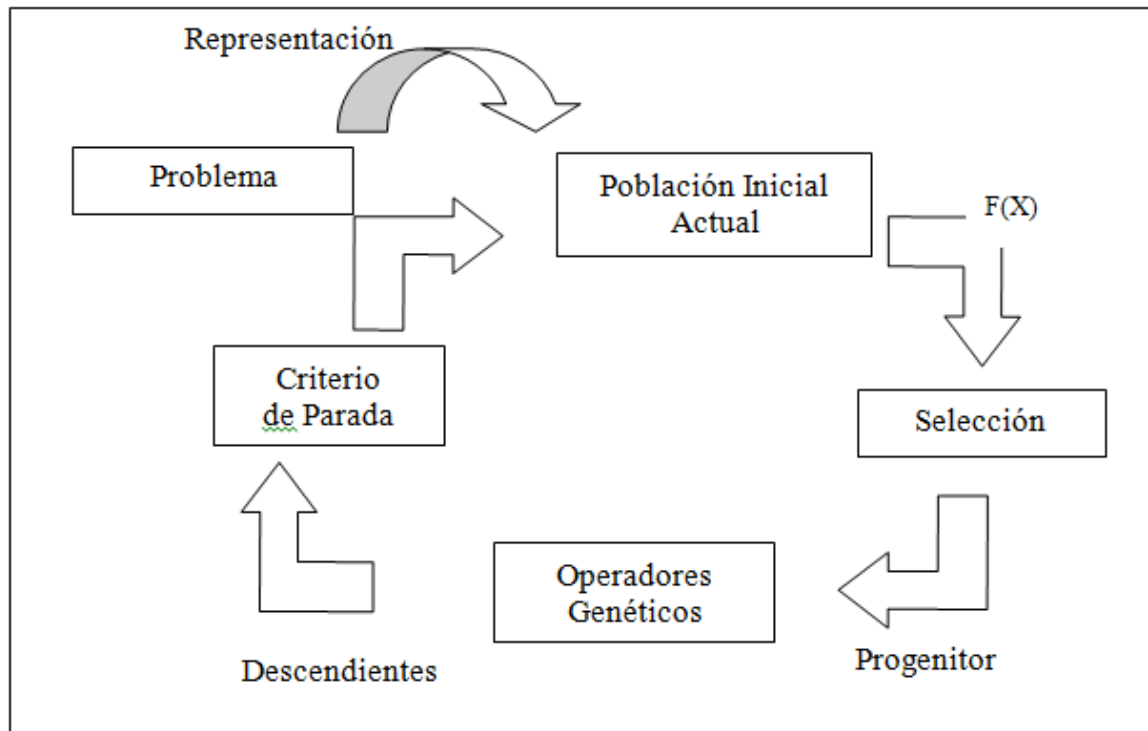 Representación
Problema
Población Inicial
Actual
F(X)
Criterio
de Parada
Selección
Operadores
Genéticos
Descendientes
Progenitor